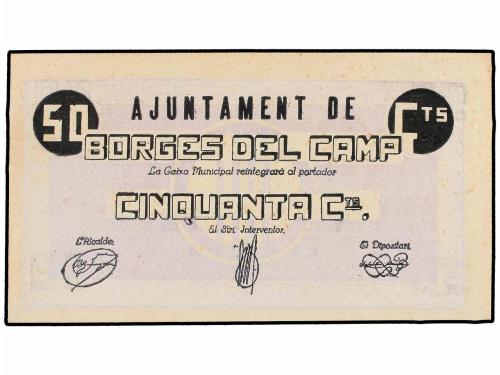 50 AJUNTAMENT DE CTS
BORGES DEL CAMP
La Caixa Municipal reintegrarà al portador
CINQUANTA CTS.
El Síri Interventor,
L'Alcalde, El Dipositari